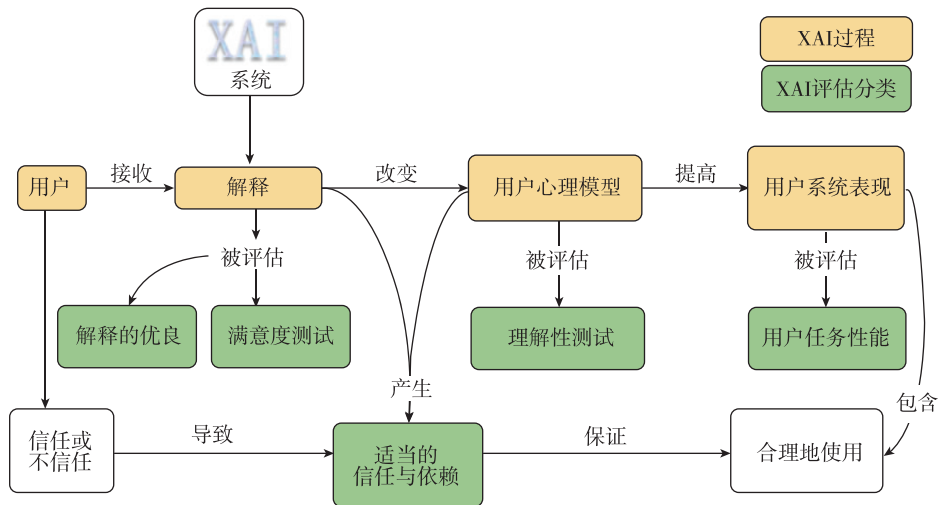 XAI
系统
XAI过程
XAI评估分类
用户
接收
解释
改变
用户心理模型
提高
用户系统表现
被评估
被评估
被评估
解释的优良
满意度测试
理解性测试
用户任务性能
产生
包含
信任或
不信任
导致
适当的
信任与依赖
保证
合理地使用